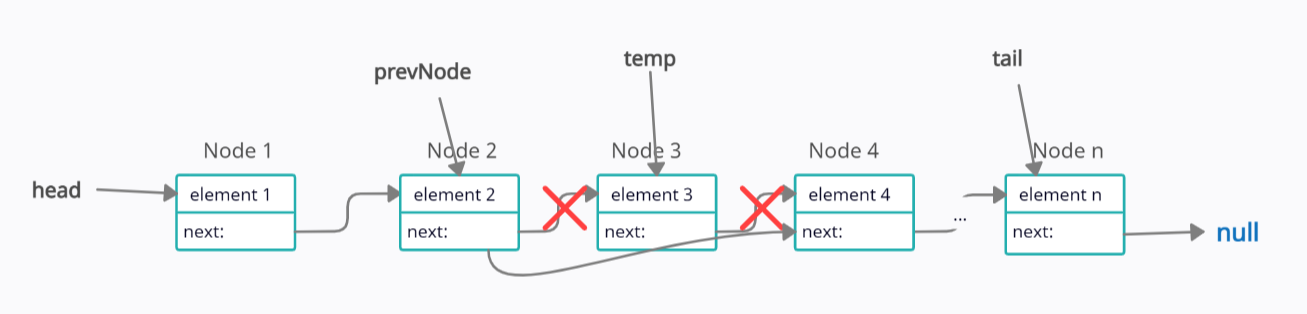 temp
tail
prevNode
Node 1
Node 2
Node 3
Node 4
Node n
head
element 1
element 2
element 3
element 4
element n
...
next:
next:
next:
next:
next:
null